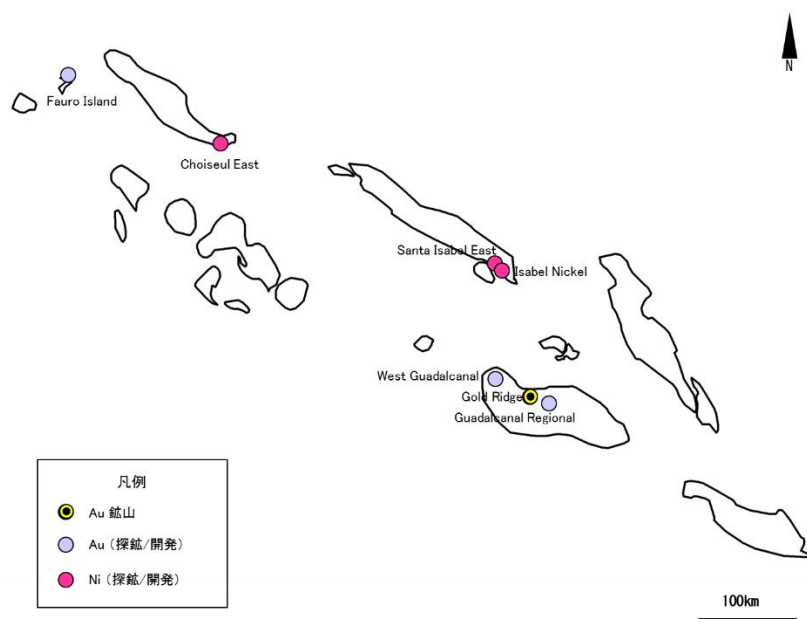 N
Fauro Island
Choiseul East
Santa Isabel East
Isabel Nickel
West Guadalcanal
Gold Ridge
Guadalcanal Regional
凡例
Au 鉱山
Au (探鉱/開発)
Ni (探鉱/開発)
100km